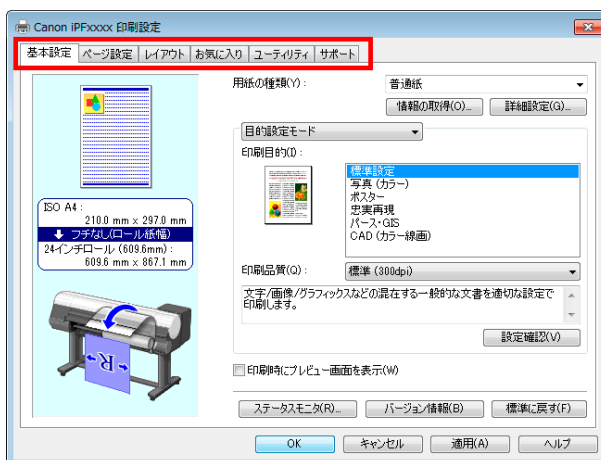 Canon iPFxxxx 印刷設定
基本設定 ページ設定 レイアウト お気に入り ユーティリティ サポート
用紙の種類(Y): 普通紙
情報の取得(O)... 詳細設定(G)...
目的設定モード
印刷目的(I):
標準設定
写真 (カラー)
ポスター
忠実再現
パース・GIS
CAD (カラー線画)
ISO A4 :
210.0 mm x 297.0 mm
フチなし(ロール紙幅)
24インチロール (609.6mm) :
609.6 mm x 867.1 mm
R
印刷品質(Q): 標準 (300dpi)
文字/画像/グラフィックスなどの混在する一般的な文書を適切な設定で
印刷します。
設定確認(V)
印刷時にプレビュー画面を表示(W)
ステータスモニタ(R)... バージョン情報(B) 標準に戻す(F)
OK キャンセル 適用(A) ヘルプ